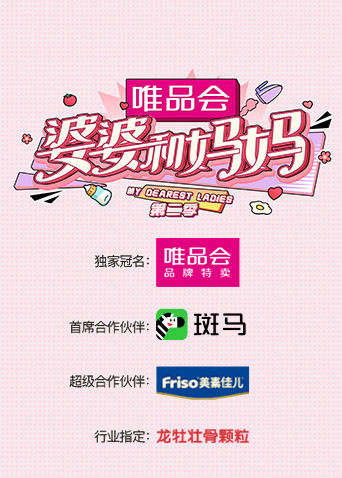 唯品会
婆婆和妈妈
MY DEAREST LADIES
第二季
独家冠名：唯品会
品牌特卖
首席合作伙伴：斑马
超级合作伙伴：Friso美素佳儿
行业指定：龙牡壮骨颗粒